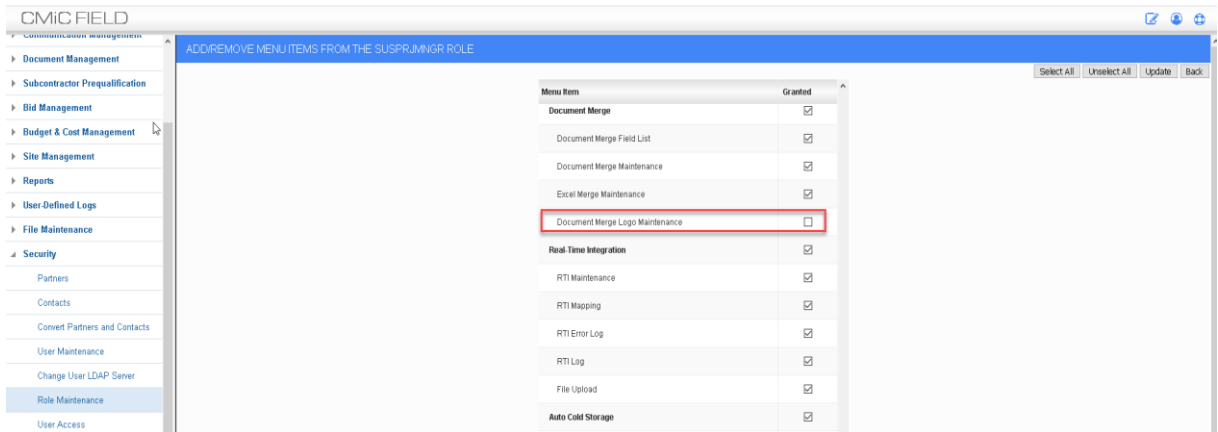 CMiC FIELD
Communication Management
Document Management
Subcontractor Prequalification
Bid Management
Budget & Cost Management
Site Management
Reports
User-Defined Logs
File Maintenance
Security
Partners
Contacts
Convert Partners and Contacts
User Maintenance
Change User LDAP Server
Role Maintenance
User Access
ADD/REMOVE MENU ITEMS FROM THE SUSPRJMNGR ROLE
Select All Unselect All Update Back
Menu Item Granted
Document Merge
Document Merge Field List
Document Merge Maintenance
Excel Merge Maintenance
Document Merge Logo Maintenance
Real-Time Integration
RTI Maintenance
RTI Mapping
RTI Error Log
RTI Log
File Upload
Auto Cold Storage